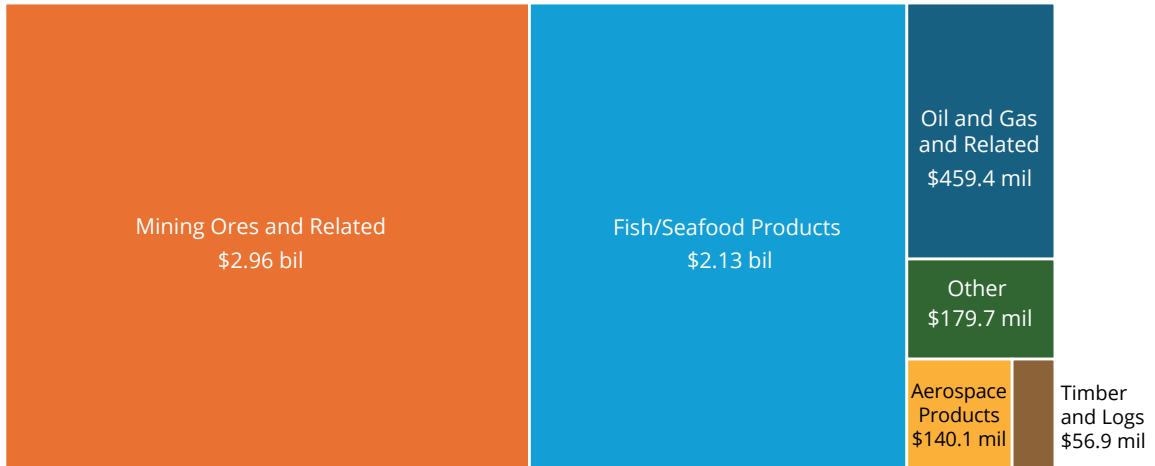 Mining Ores and Related
$2.96 bil
Fish/Seafood Products
$2.13 bil
Oil and Gas
and Related
$459.4 mil
Other
$179.7 mil
Aerospace
Products
$140.1 mil
Timber
and Logs
$56.9 mil